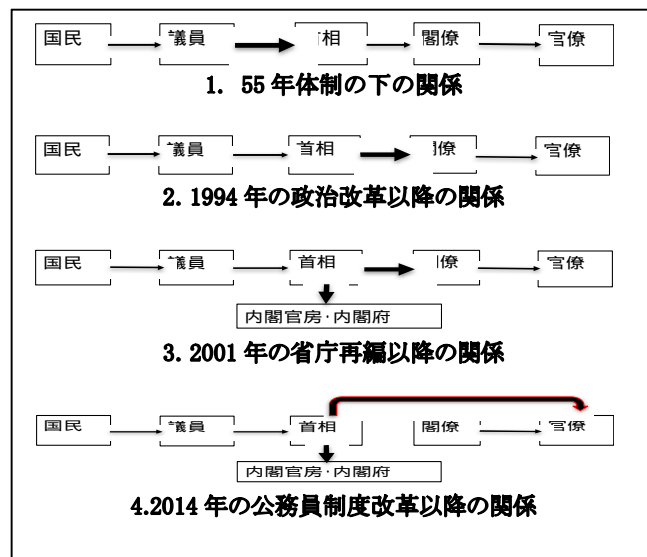 国民 議員 首相 閣僚 官僚
1. 55年体制の下の関係
国民 議員 首相 閣僚 官僚
2. 1994年の政治改革以降の関係
国民 議員 首相 閣僚 官僚
内閣官房·内閣府
3. 2001年の省庁再編以降の関係
国民 議員 首相 閣僚 官僚
内閣官房·内閣府
4.2014年の公務員制度改革以降の関係